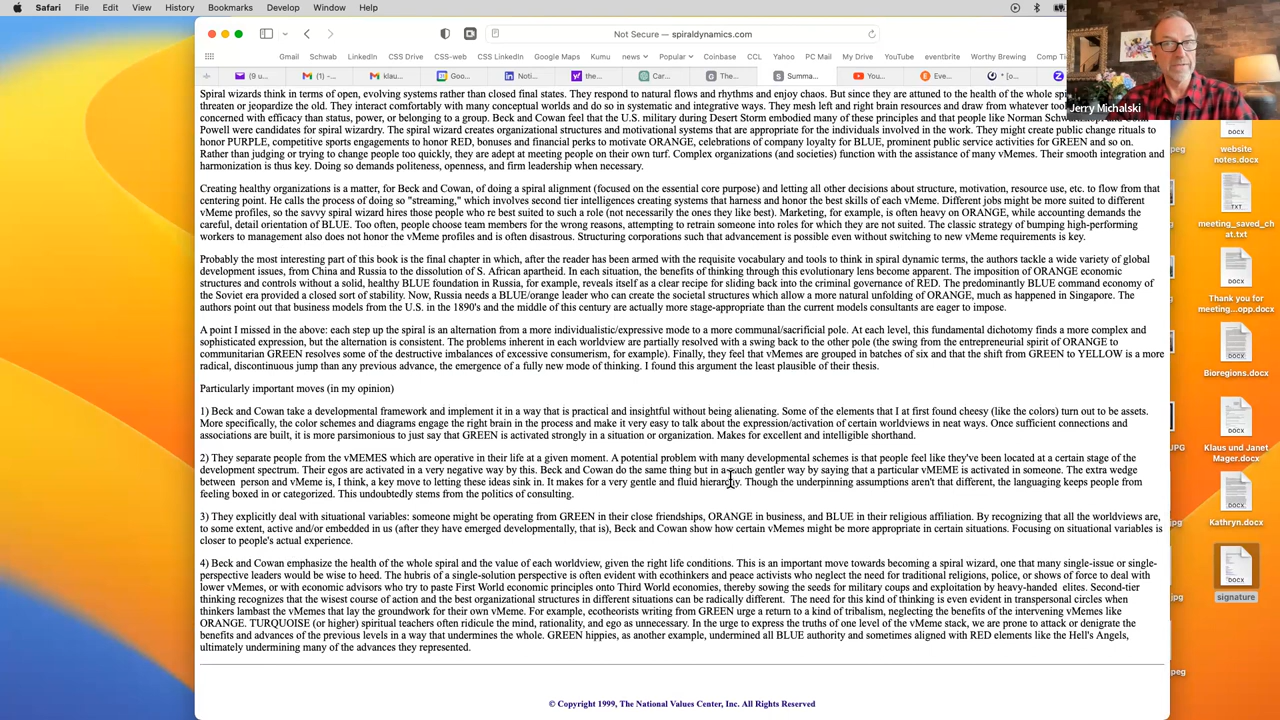 Safari File Edit View History Bookmarks Develop Window Help
Not Secure — spiraldynamics.com
Gmail Schwab LinkedIn CSS Drive CSS-web CSS LinkedIn Google Maps Kumu news Popular Coinbase CCL Yahoo PC Mail My Drive YouTube eventbrite Worthy Brewing Comp Ti
(9 u... (1) –... klau... Goo... Noti... the... Car... The... Summa... You... Eve... * [o...
Jerry Michalski
Spiral wizards think in terms of open, evolving systems rather than closed final states. They respond to natural flows and rhythms and enjoy chaos. But since they are attuned to the health of the whole
threaten or jeopardize the old. They interact comfortably with many conceptual worlds and do so in systematic and integrative ways. They mesh left and right brain resources and draw from whatever
concerned with efficacy than status, power, or belonging to a group. Beck and Cowan feel that the U.S. military during Desert Storm embodied many of these principles and that people like Norman
Powell were candidates for spiral wizardry. The spiral wizard creates organizational structures and motivational systems that are appropriate for the individuals involved in the work. They might create public change rituals to
honor PURPLE, competitive sports engagements to honor RED, bonuses and financial perks to motivate ORANGE, celebrations of company loyalty for BLUE, prominent public service activities for GREEN and so on.
Rather than judging or trying to change people too quickly, they are adept at meeting people on their own turf. Complex organizations (and societies) function with the assistance of many vMemes. Their smooth integration and
harmonization is thus key. Doing so demands politeness, openness, and firm leadership when necessary.
Creating healthy organizations is a matter, for Beck and Cowan, of doing a spiral alignment (focused on the essential core purpose) and letting all other decisions about structure, motivation, resource use, etc. to flow from that
centering point. He calls the process of doing so "streaming," which involves second tier intelligences creating systems that harness and honor the best skills of each vMeme. Different jobs might be more suited to different
vMeme profiles, so the savvy spiral wizard hires those people who re best suited to such a role (not necessarily the ones they like best). Marketing, for example, is often heavy on ORANGE, while accounting demands the
careful, detail orientation of BLUE. Too often, people choose team members for the wrong reasons, attempting to retrain someone into roles for which they are not suited. The classic strategy of bumping high-performing
workers to management also does not honor the vMeme profiles and is often disastrous. Structuring corporations such that advancement is possible even without switching to new vMeme requirements is key.
Probably the most interesting part of this book is the final chapter in which, after the reader has been armed with the requisite vocabulary and tools to think in spiral dynamic terms, the authors tackle a wide variety of global
development issues, from China and Russia to the dissolution of S. African apartheid. In each situation, the benefits of thinking through this evolutionary lens become apparent. The imposition of ORANGE economic
structures and controls without a solid, healthy BLUE foundation in Russia, for example, reveals itself as a clear recipe for sliding back into the criminal governance of RED. The predominantly BLUE command economy of
the Soviet era provided a closed sort of stability. Now, Russia needs a BLUE/orange leader who can create the societal structures which allow a more natural unfolding of ORANGE, much as happened in Singapore. The
authors point out that business models from the U.S. in the 1890's and the middle of this century are actually more stage-appropriate than the current models consultants are eager to impose.
A point I missed in the above: each step up the spiral is an alternation from a more individualistic/expressive mode to a more communal/sacrificial pole. At each level, this fundamental dichotomy finds a more complex and
sophisticated expression, but the alternation is consistent. The problems inherent in each worldview are partially resolved with a swing back to the other pole (the swing from the entrepreneurial spirit of ORANGE to
communitarian GREEN resolves some of the destructive imbalances of excessive consumerism, for example). Finally, they feel that vMemes are grouped in batches of six and that the shift from GREEN to YELLOW is a more
radical, discontinuous jump than any previous advance, the emergence of a fully new mode of thinking. I found this argument the least plausible of their thesis.
Particularly important moves (in my opinion)
1) Beck and Cowan take a developmental framework and implement it in a way that is practical and insightful without being alienating. Some of the elements that I at first found cheesy (like the colors) turn out to be assets.
More specifically, the color schemes and diagrams engage the right brain in the process and make it very easy to talk about the expression/activation of certain worldviews in neat ways. Once sufficient connections and
associations are built, it is more parsimonious to just say that GREEN is activated strongly in a situation or organization. Makes for excellent and intelligible shorthand.
2) They separate people from the vMEMES which are operative in their life at a given moment. A potential problem with many developmental schemes is that people feel like they've been located at a certain stage of the
development spectrum. Their egos are activated in a very negative way by this. Beck and Cowan do the same thing but in a much gentler way by saying that a particular vMEME is activated in someone. The extra wedge
between person and vMeme is, I think, a key move to letting these ideas sink in. It makes for a very gentle and fluid hierarchy. Though the underpinning assumptions aren't that different, the languaging keeps people from
feeling boxed in or categorized. This undoubtedly stems from the politics of consulting.
3) They explicitly deal with situational variables: someone might be operating from GREEN in their close friendships, ORANGE in business, and BLUE in their religious affiliation. By recognizing that all the worldviews are,
to some extent, active and/or embedded in us (after they have emerged developmentally, that is), Beck and Cowan show how certain vMemes might be more appropriate in certain situations. Focusing on situational variables is
closer to people's actual experience.
4) Beck and Cowan emphasize the health of the whole spiral and the value of each worldview, given the right life conditions. This is an important move towards becoming a spiral wizard, one that many single-issue or single-
perspective leaders would be wise to heed. The hubris of a single-solution perspective is often evident with ecothinkers and peace activists who neglect the need for traditional religions, police, or shows of force to deal with
lower vMemes, or with economic advisors who try to paste First World economic principles onto Third World economies, thereby sowing the seeds for military coups and exploitation by heavy-handed elites. Second-tier
thinking recognizes that the wisest course of action and the best organizational structures in different situations can be radically different. The need for this kind of thinking is even evident in transpersonal circles when
thinkers lambast the vMemes that lay the groundwork for their own vMeme. For example, ecotheorists writing from GREEN urge a return to a kind of tribalism, neglecting the benefits of the intervening vMemes like
ORANGE. TURQUOISE (or higher) spiritual teachers often ridicule the mind, rationality, and ego as unnecessary. In the urge to express the truths of one level of the vMeme stack, we are prone to attack or denigrate the
benefits and advances of the previous levels in a way that undermines the whole. GREEN hippies, as another example, undermined all BLUE authority and sometimes aligned with RED elements like the Hell's Angels,
ultimately undermining many of the advances they represented.
© Copyright 1999, The National Values Center, Inc. All Rights Reserved
DOCX
website
notes.docx
TXT
meeting_saved_cha
t.txt
DOCX
Thank you for
meeting...opp.docx
DOCX
Bioregions.docx
DOCX
Klaus und Janet
Mager.docx
DOCX
Kathryn.docx
DOCX
signature